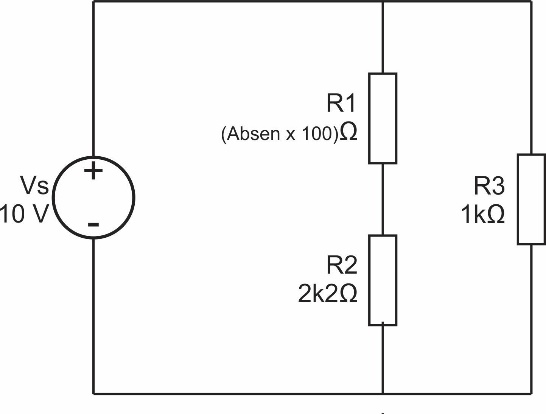 R1
(Absen x 100)Ω
+
Vs
10 V
-
R3
1kΩ
R2
2k2Ω